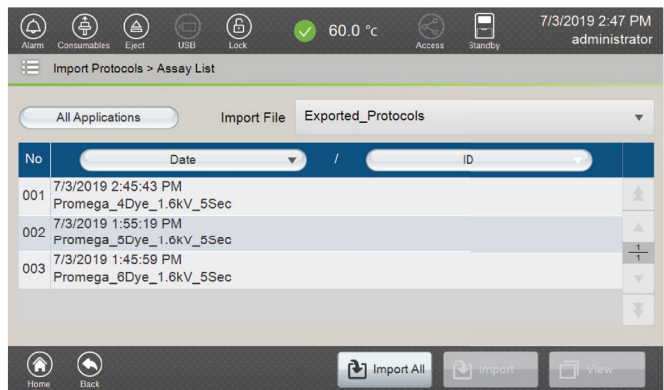 7/3/2019 2:47 PM
60.0 °c
administrator
Alarm Consumables Eject USB Lock Access Standby
Import Protocols > Assay List
All Applications Import File Exported_Protocols
No Date / ID
001 7/3/2019 2:45:43 PM
Promega_4Dye_1.6kV_5Sec
002 7/3/2019 1:55:19 PM
Promega_5Dye_1.6kV_5Sec
003 7/3/2019 1:45:59 PM
Promega_6Dye_1.6kV_5Sec
1
1
Import All Import View
Home Back